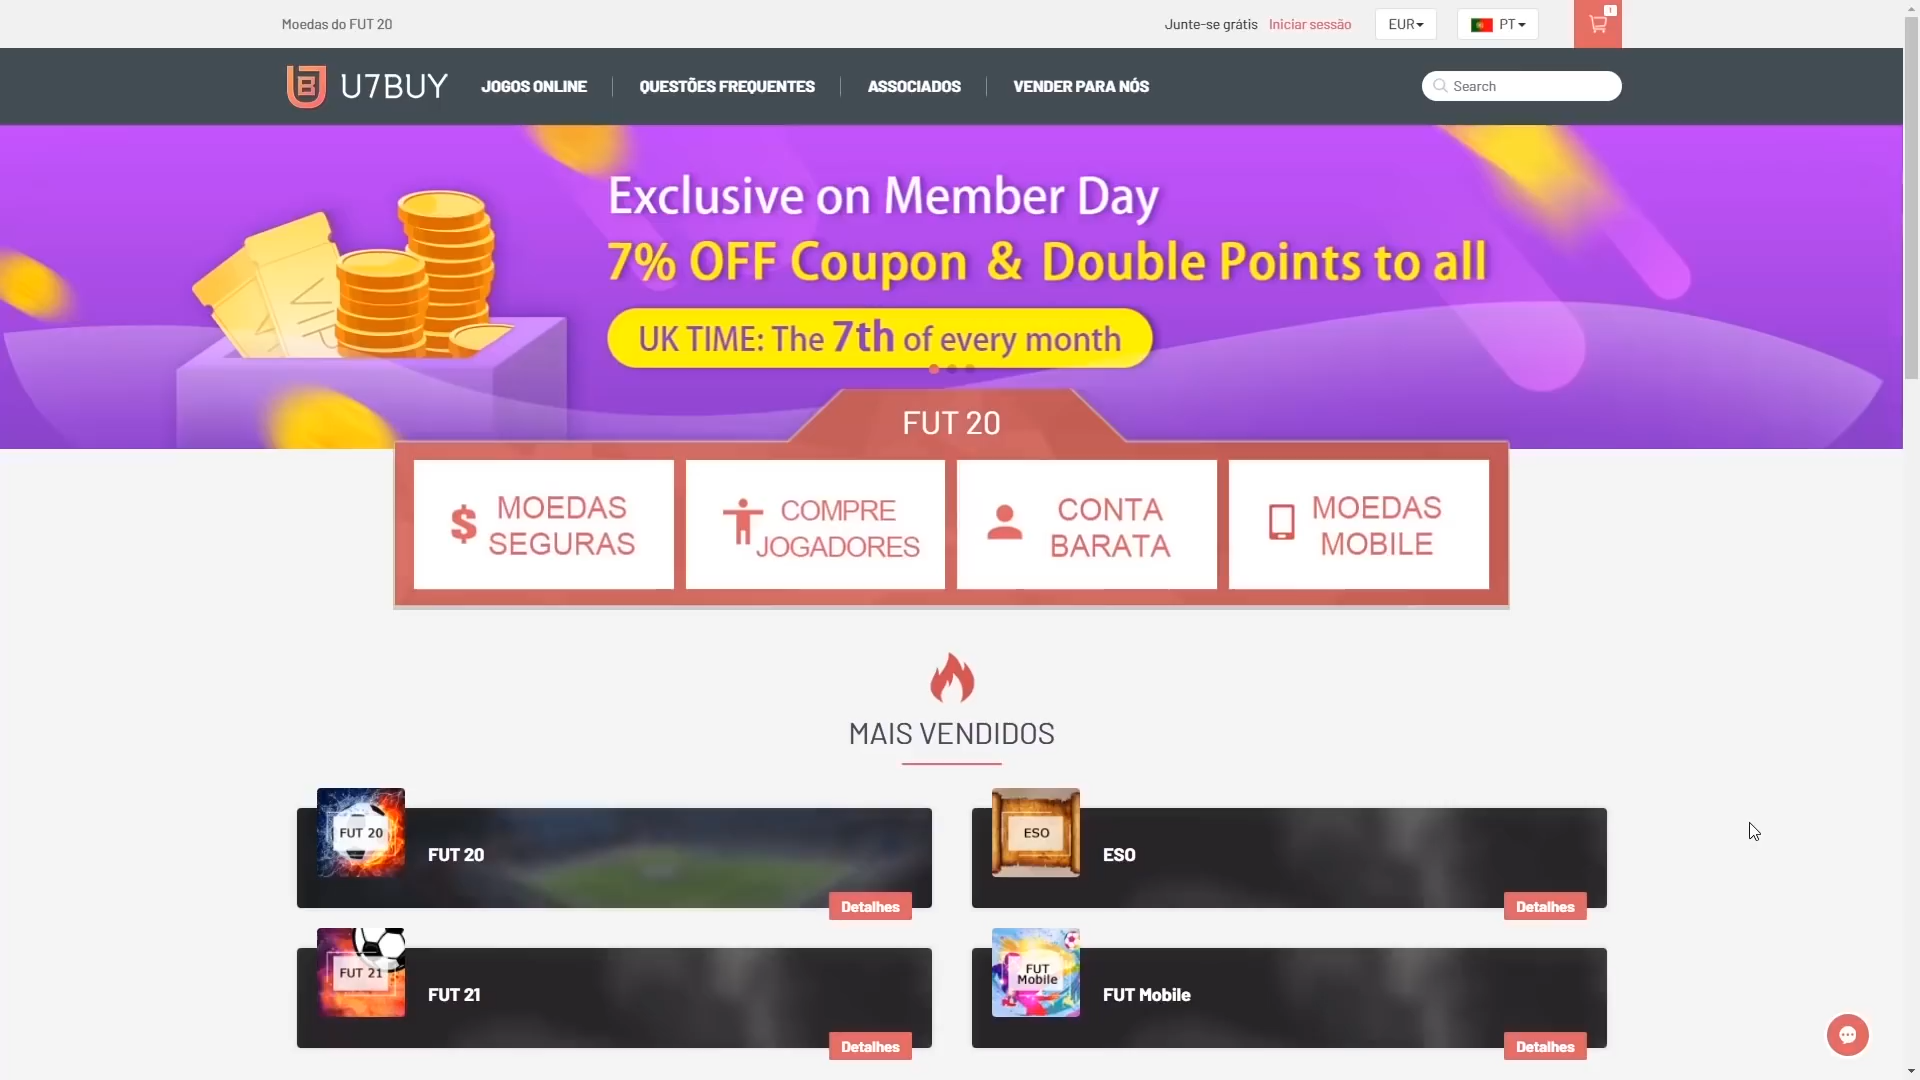 Moedas do FUT 20
Junte-se grátis Iniciar sessão EUR PT 1
U7BUY JOGOS ONLINE QUESTÕES FREQUENTES ASSOCIADOS VENDER PARA NÓS Search
Exclusive on Member Day
7% OFF Coupon & Double Points to all
UK TIME: The 7th of every month
VIP
FUT 20
$ MOEDAS
SEGURAS
COMPRE
JOGADORES
CONTA
BARATA
MOEDAS
MOBILE
MAIS VENDIDOS
FUT 20
FUT 20
Detalhes
ESO
ESO
Detalhes
FUT 21
FUT 21
Detalhes
FUT
Mobile
FUT Mobile
Detalhes